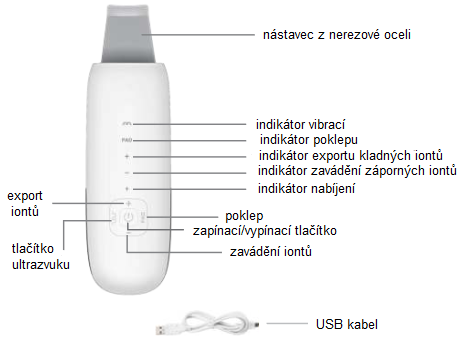 nástavec z nerezové oceli
indikátor vibrací
indikátor poklepu
indikátor exportu kladných iontů
indikátor zavádění záporných iontů
indikátor nabíjení
export
iontů
poklep
zapínací/vypínací tlačítko
tlačítko
ultrazvuku
zavádění iontů
USB kabel